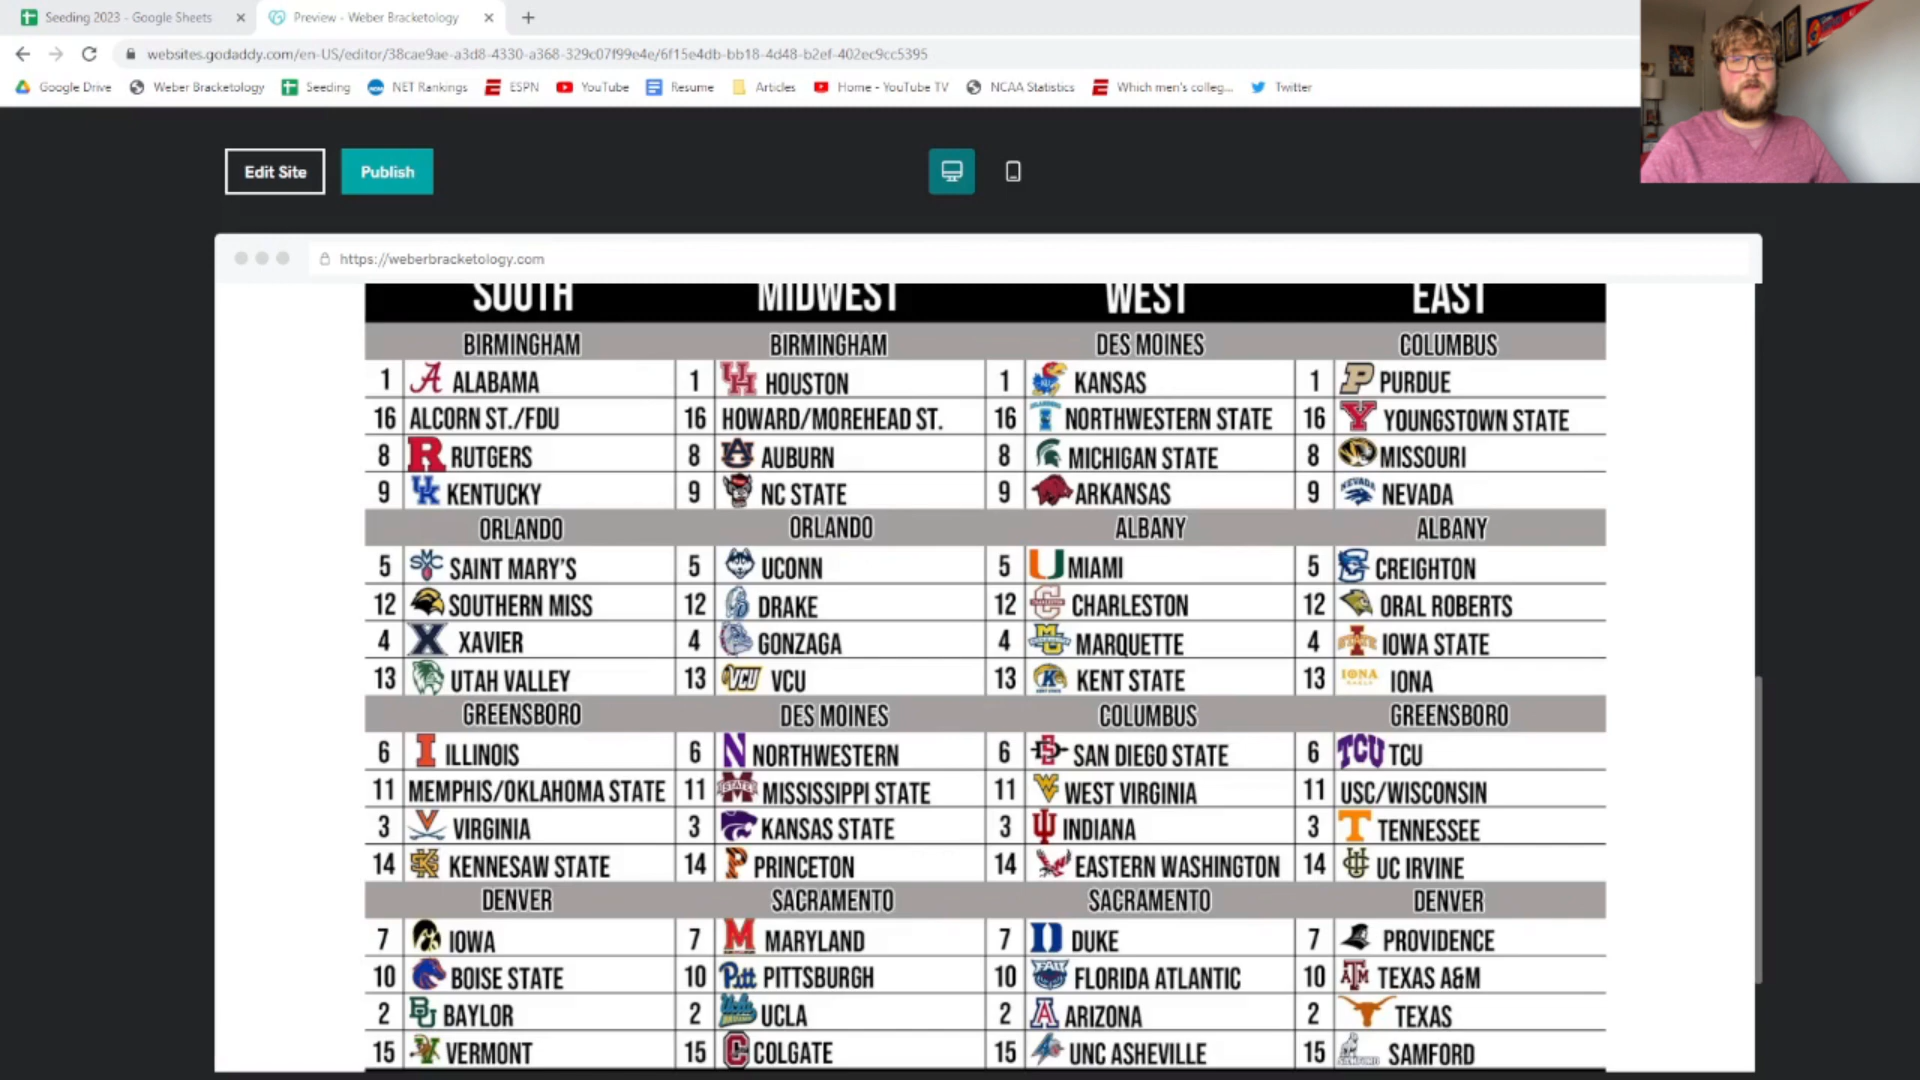 Seeding 2023 - Google Sheets
Preview - Weber Bracketology
websites.godaddy.com/en-US/editor/38cae9ae-a3d8-4330-a368-329c07f99e4e/6f15e4db-bb18-4d48-b2ef-402ec9cc5395
Google Drive Weber Bracketology Seeding NET Rankings ESPN YouTube Resume Articles Home - YouTube TV NCAA Statistics Which men's colleg... Twitter
Edit Site Publish
https://weberbracketology.com
SOUTH MIDWEST WEST EAST
BIRMINGHAM BIRMINGHAM DES MOINES COLUMBUS
1 ALABAMA 1 HOUSTON 1 KANSAS 1 PURDUE
16 ALCORN ST./FDU 16 HOWARD/MOREHEAD ST. 16 NORTHWESTERN STATE 16 YOUNGSTOWN STATE
8 RUTGERS 8 AUBURN 8 MICHIGAN STATE 8 MISSOURI
9 KENTUCKY 9 NC STATE 9 ARKANSAS 9 NEVADA
ORLANDO ORLANDO ALBANY ALBANY
5 SAINT MARY'S 5 UCONN 5 MIAMI 5 CREIGHTON
12 SOUTHERN MISS 12 DRAKE 12 CHARLESTON 12 ORAL ROBERTS
4 XAVIER 4 GONZAGA 4 MARQUETTE 4 IOWA STATE
13 UTAH VALLEY 13 VCU VCU 13 KENT STATE 13 IONA IONA
GREENSBORO DES MOINES COLUMBUS GREENSBORO
6 ILLINOIS 6 NORTHWESTERN 6 SAN DIEGO STATE 6 TCU TCU
11 MEMPHIS/OKLAHOMA STATE 11 MISSISSIPPI STATE 11 WEST VIRGINIA 11 USC/WISCONSIN
3 VIRGINIA 3 KANSAS STATE 3 INDIANA 3 TENNESSEE
14 KENNESAW STATE 14 PRINCETON 14 EASTERN WASHINGTON 14 UC IRVINE
DENVER SACRAMENTO SACRAMENTO DENVER
7 IOWA 7 MARYLAND 7 DUKE 7 PROVIDENCE
10 BOISE STATE 10 Pitt PITTSBURGH 10 FLORIDA ATLANTIC 10 TEXAS A&M
2 BAYLOR 2 UCLA 2 ARIZONA 2 TEXAS
15 VERMONT 15 COLGATE 15 UNC ASHEVILLE 15 SAMFORD